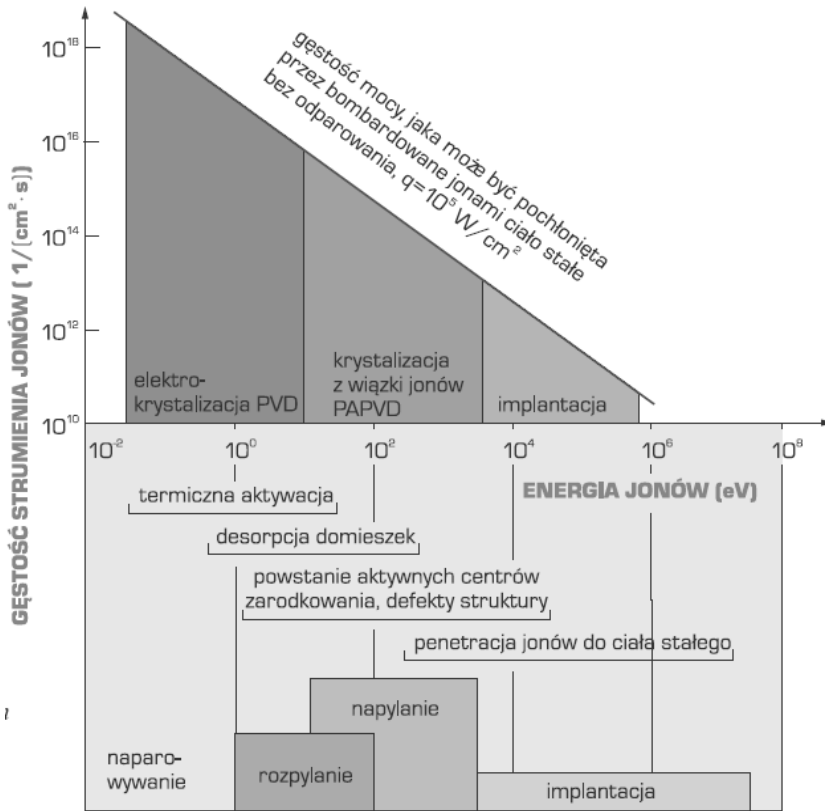 GĘSTOŚĆ STRUMIENIA JONÓW ( 1/(cm² · s))
10¹⁸
10¹⁶
10¹⁴
10¹²
10¹⁰
gęstość mocy, jaka może być pochłonięta
przez bombardowane jonami ciało stałe
bez odparowania, q=10⁵ W/cm²
elektro-
krystalizacja PVD
krystalizacja
z wiązki jonów
PAPVD
implantacja
10⁻² 10⁰ 10² 10⁴ 10⁶ 10⁸
ENERGIA JONÓW (eV)
termiczna aktywacja
desorpcja domieszek
powstanie aktywnych centrów
zarodkowania, defekty struktury
penetracja jonów do ciała stałego
napylanie
naparo-
wywanie
rozpylanie
implantacja